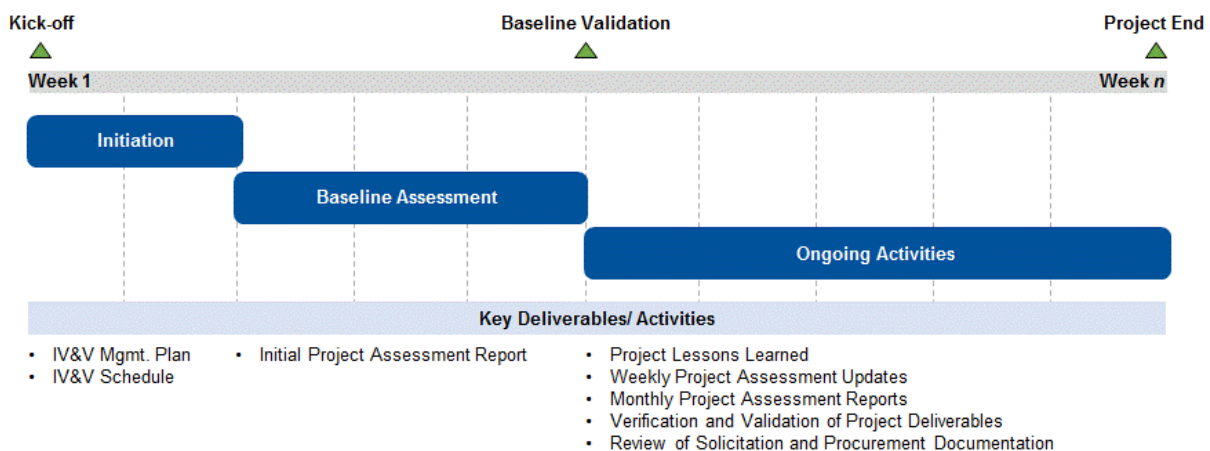 Kick-off
Baseline Validation
Project End
Week 1
Week n
Initiation
Baseline Assessment
Ongoing Activities
Key Deliverables/ Activities
• IV&V Mgmt. Plan
• IV&V Schedule
• Initial Project Assessment Report
• Project Lessons Learned
• Weekly Project Assessment Updates
• Monthly Project Assessment Reports
• Verification and Validation of Project Deliverables
• Review of Solicitation and Procurement Documentation